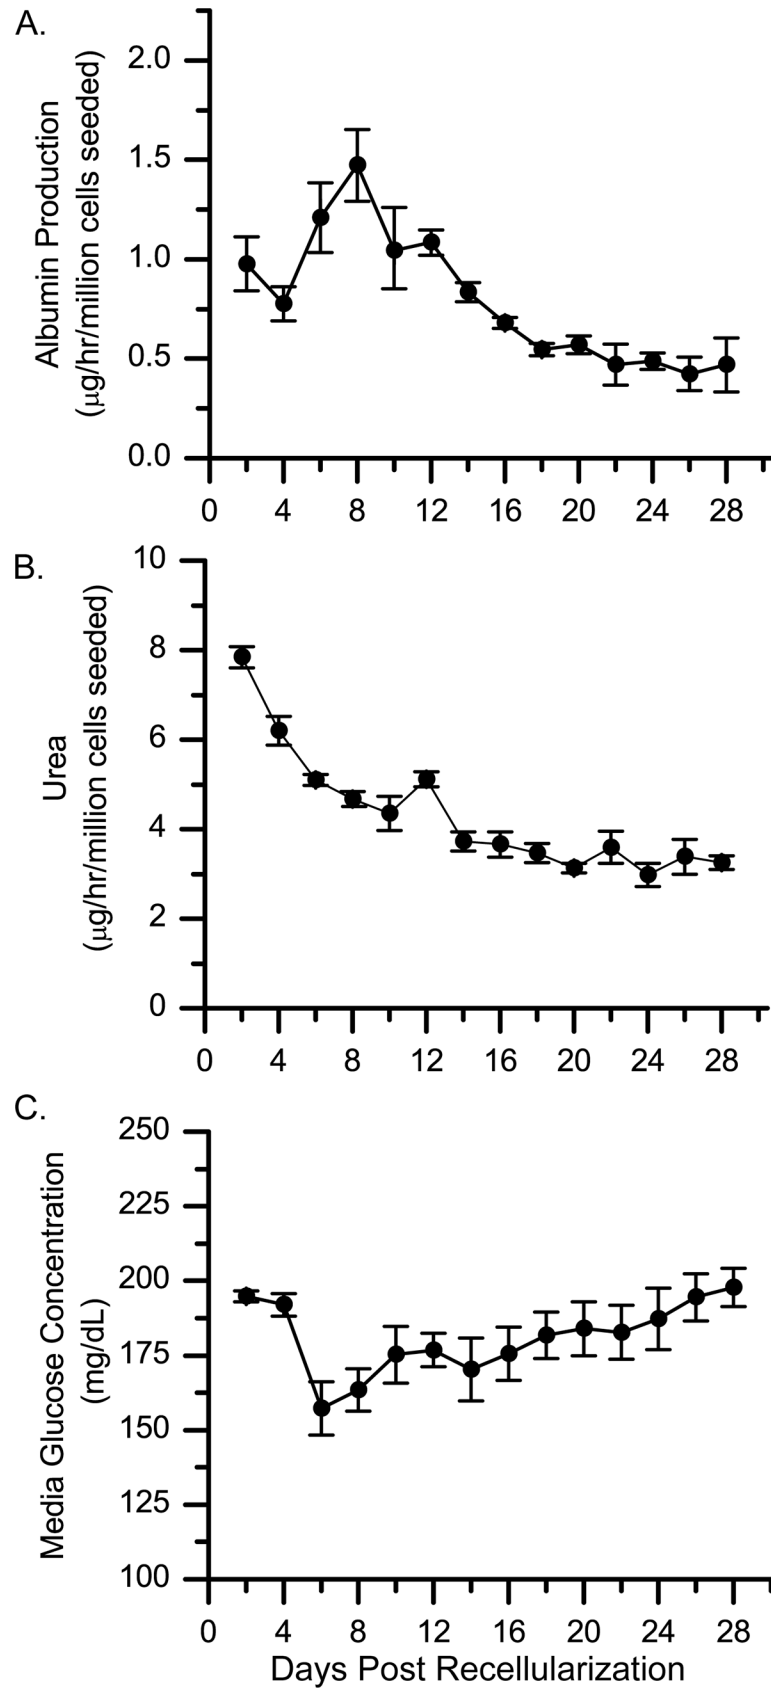 A.
Albumin Production
(μg/hr/million cells seeded)
2.0
1.5
1.0
0.5
0.0
0 4 8 12 16 20 24 28
B.
Urea
(μg/hr/million cells seeded)
10
8
6
4
2
0
0 4 8 12 16 20 24 28
C.
Media Glucose Concentration
(mg/dL)
250
225
200
175
150
125
100
0 4 8 12 16 20 24 28
Days Post Recellularization